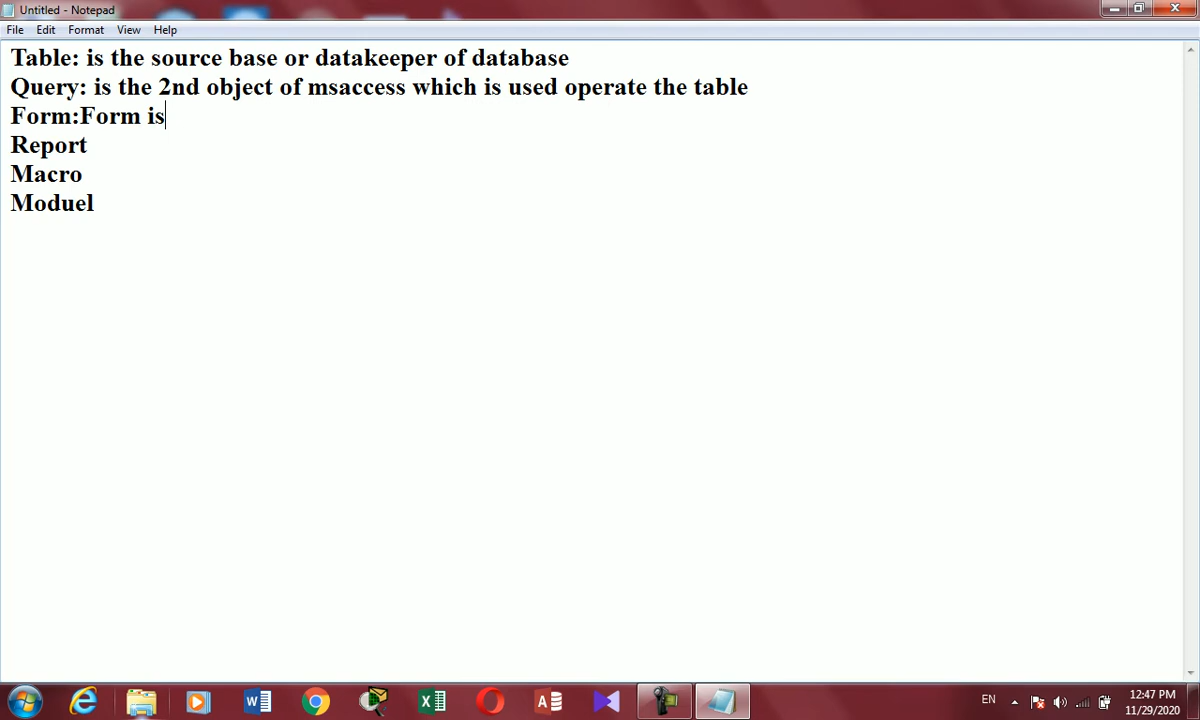 Untitled - Notepad
File Edit Format View Help
Table: is the source base or datakeeper of database
Query: is the 2nd object of msaccess which is used operate the table
Form:Form is
Report
Macro
Moduel
EN
12:47 PM
11/29/2020